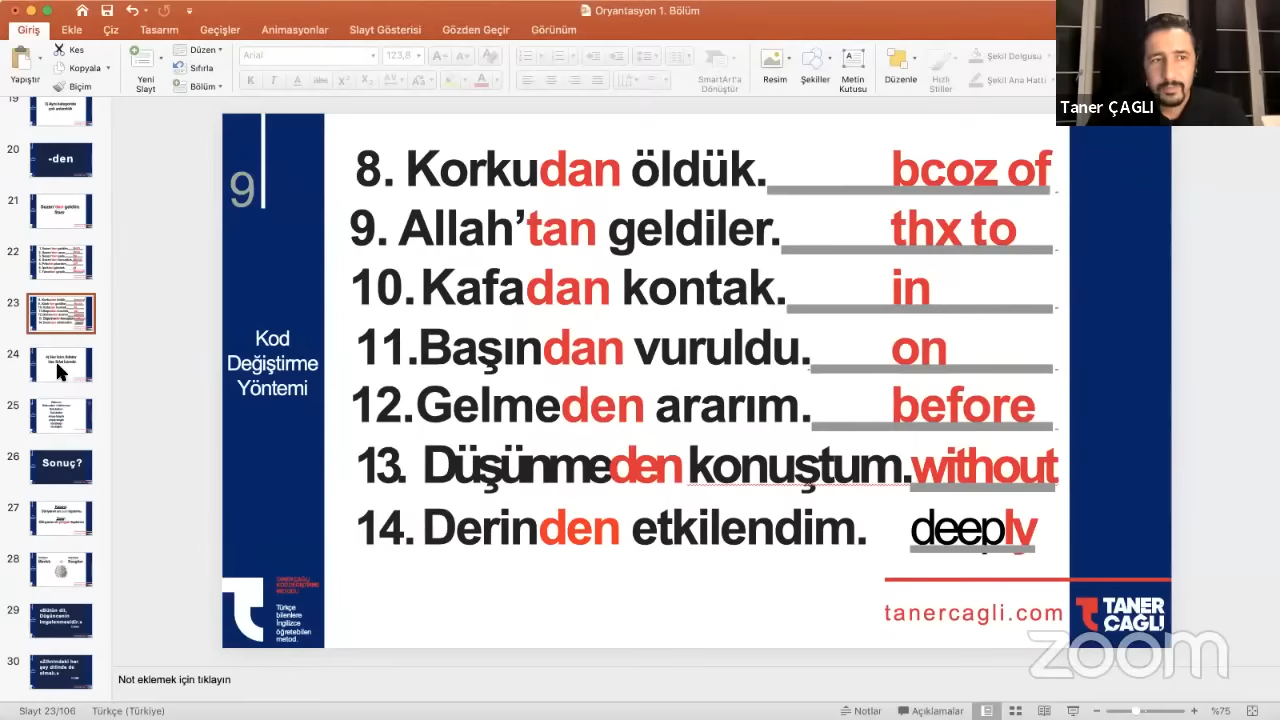 Oryantasyon 1. Bölüm
Giriş Ekle Çiz Tasarım Geçişler Animasyonlar Slayt Gösterisi Gözden Geçir Görünüm
Yapıştır
Kes
Kopyala
Biçim
Yeni Slayt
Düzen
Sıfırla
Bölüm
Arial 123,8
SmartArt'a Dönüştür
Resim
Şekiller
Metin Kutusu
Düzenle
Hızlı Stiller
Şekil Dolgusu
Şekil Ana Hatti
Taner ÇAGLI
19
20
-den
21
22
23
24
25
26
Sonuç?
27
28
29
30
9
Kod
Değiştirme
Yöntemi
8. Korkudan öldük. bcoz of
9. Allah'tan geldiler. thx to
10. Kafadan kontak. in
11.Başından vuruldu. on
12.Gelmeden ararım. before
13. Düşünmeden konuştum. without
14. Derinden etkilendim. deeply
Türkçe
bilenlere
İngilizce
öğretebilen
metod.
tanercagli.com
TANER
ÇAĞLI
zoom
Not eklemek için tıklayın
Slayt 23/106 Türkçe (Türkiye) Notlar Açıklamalar %75